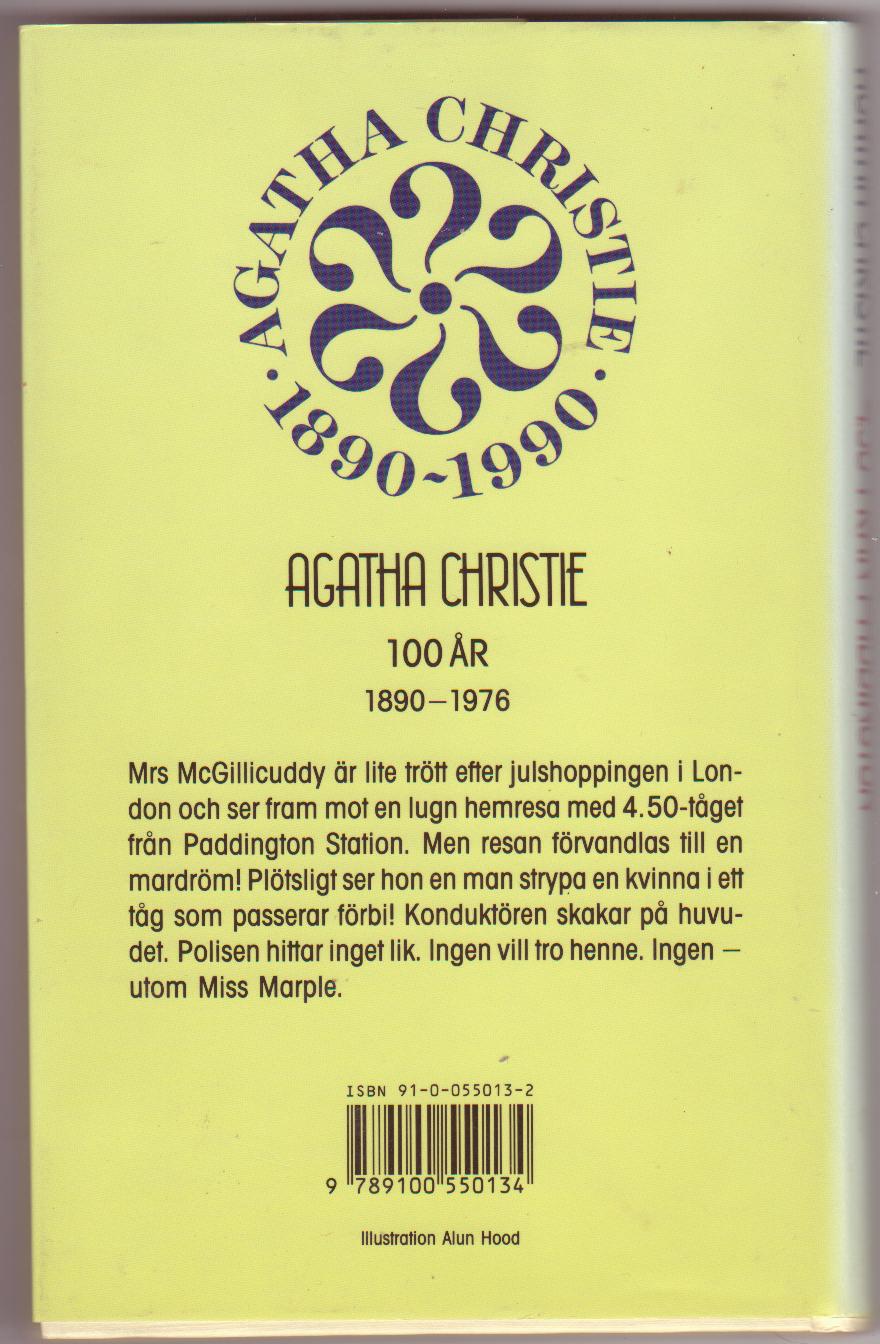 AGATHA CHRISTIE
· 1890-1990 ·
AGATHA CHRISTIE
100 ÅR
1890–1976
Mrs McGillicuddy är lite trött efter julshoppingen i Lon-
don och ser fram mot en lugn hemresa med 4.50-tåget
från Paddington Station. Men resan förvandlas till en
mardröm! Plötsligt ser hon en man strypa en kvinna i ett
tåg som passerar förbi! Konduktören skakar på huvu-
det. Polisen hittar inget lik. Ingen vill tro henne. Ingen –
utom Miss Marple.
ISBN 91-0-055013-2
9 789100 550134
Illustration Alun Hood